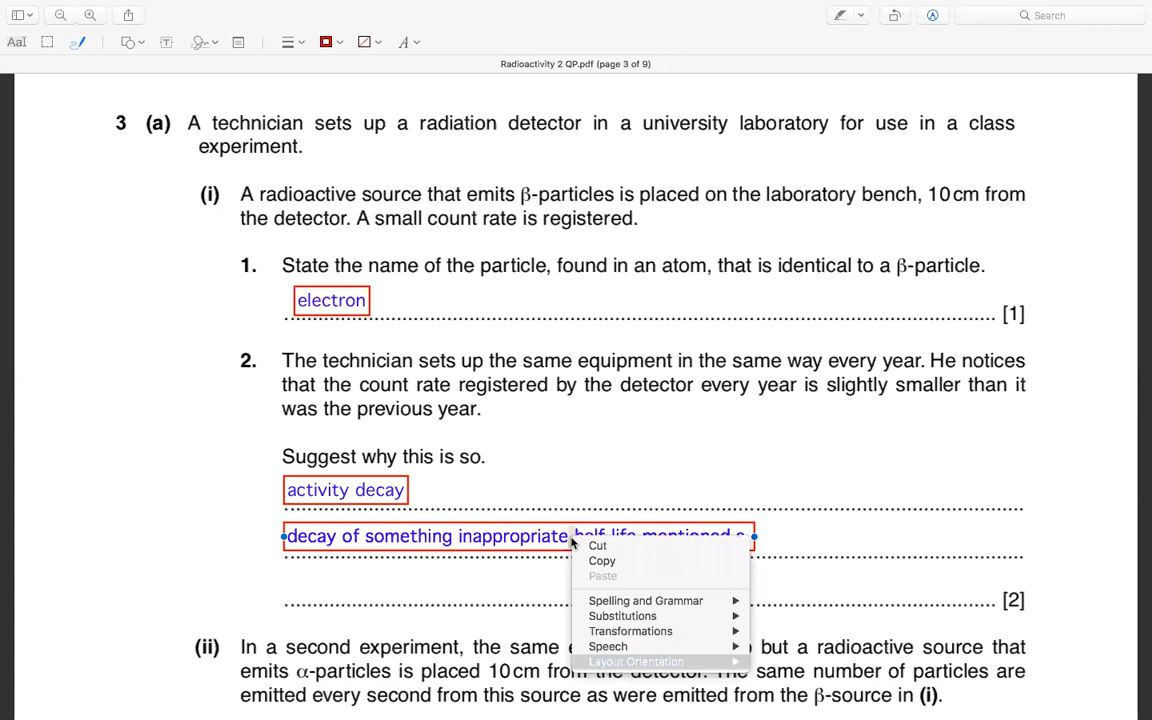 Search
AaI
Radioactivity 2 QP.pdf (page 3 of 9)
3 (a) A technician sets up a radiation detector in a university laboratory for use in a class
experiment.
(i) A radioactive source that emits β-particles is placed on the laboratory bench, 10 cm from
the detector. A small count rate is registered.
1. State the name of the particle, found in an atom, that is identical to a β-particle.
electron
[1]
2. The technician sets up the same equipment in the same way every year. He notices
that the count rate registered by the detector every year is slightly smaller than it
was the previous year.
Suggest why this is so.
activity decay
decay of something inappropriate half-life mentioned
Cut
Copy
Paste
Spelling and Grammar
Substitutions
Transformations
Speech
Layout Orientation
[2]
(ii) In a second experiment, the same but a radioactive source that
emits α-particles is placed 10 cm from the detector. The same number of particles are
emitted every second from this source as were emitted from the β-source in (i).